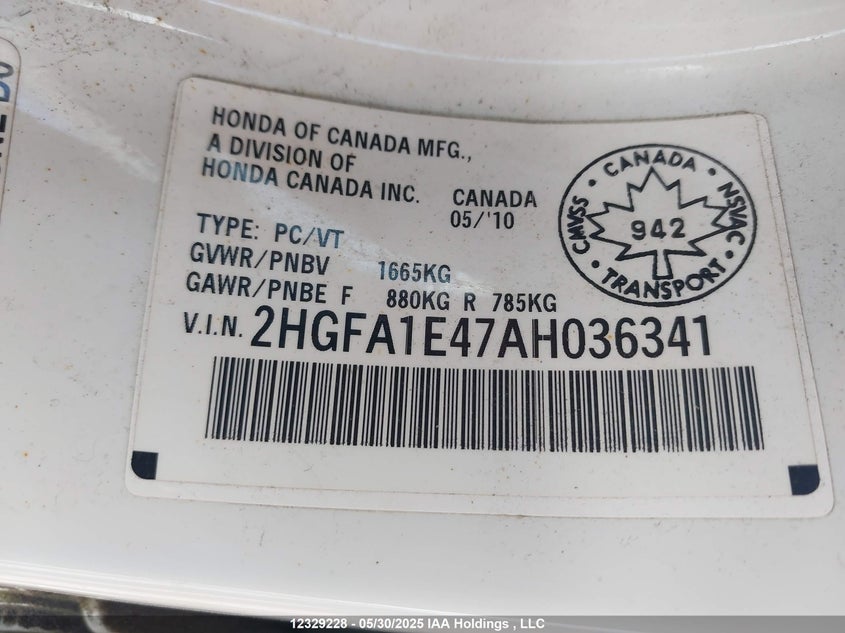 HONDA OF CANADA MFG.,
A DIVISION OF
HONDA CANADA INC.
CANADA
05/'10
TYPE: PC/VT
GVWR/PNBV 1665KG
GAWR/PNBE F 880KG R 785KG
V.I.N. 2HGFA1E47AH036341
CANADA
CMVSS • NSVAC
942
TRANSPORT
12329228 - 05/30/2025 IAA Holdings , LLC